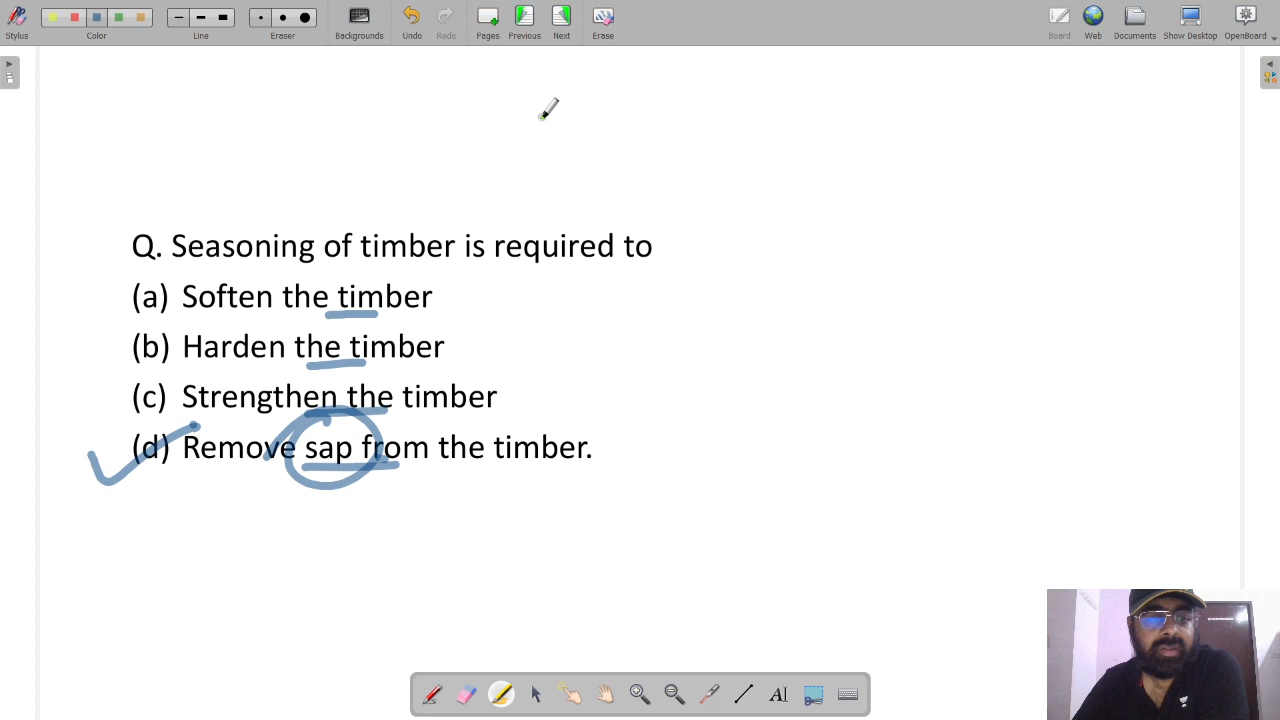 Stylus Color Line Eraser Backgrounds Undo Redo Pages Previous Next Erase Board Web Documents Show Desktop OpenBoard
Q. Seasoning of timber is required to
(a) Soften the timber
(b) Harden the timber
(c) Strengthen the timber
(d) Remove sap from the timber.